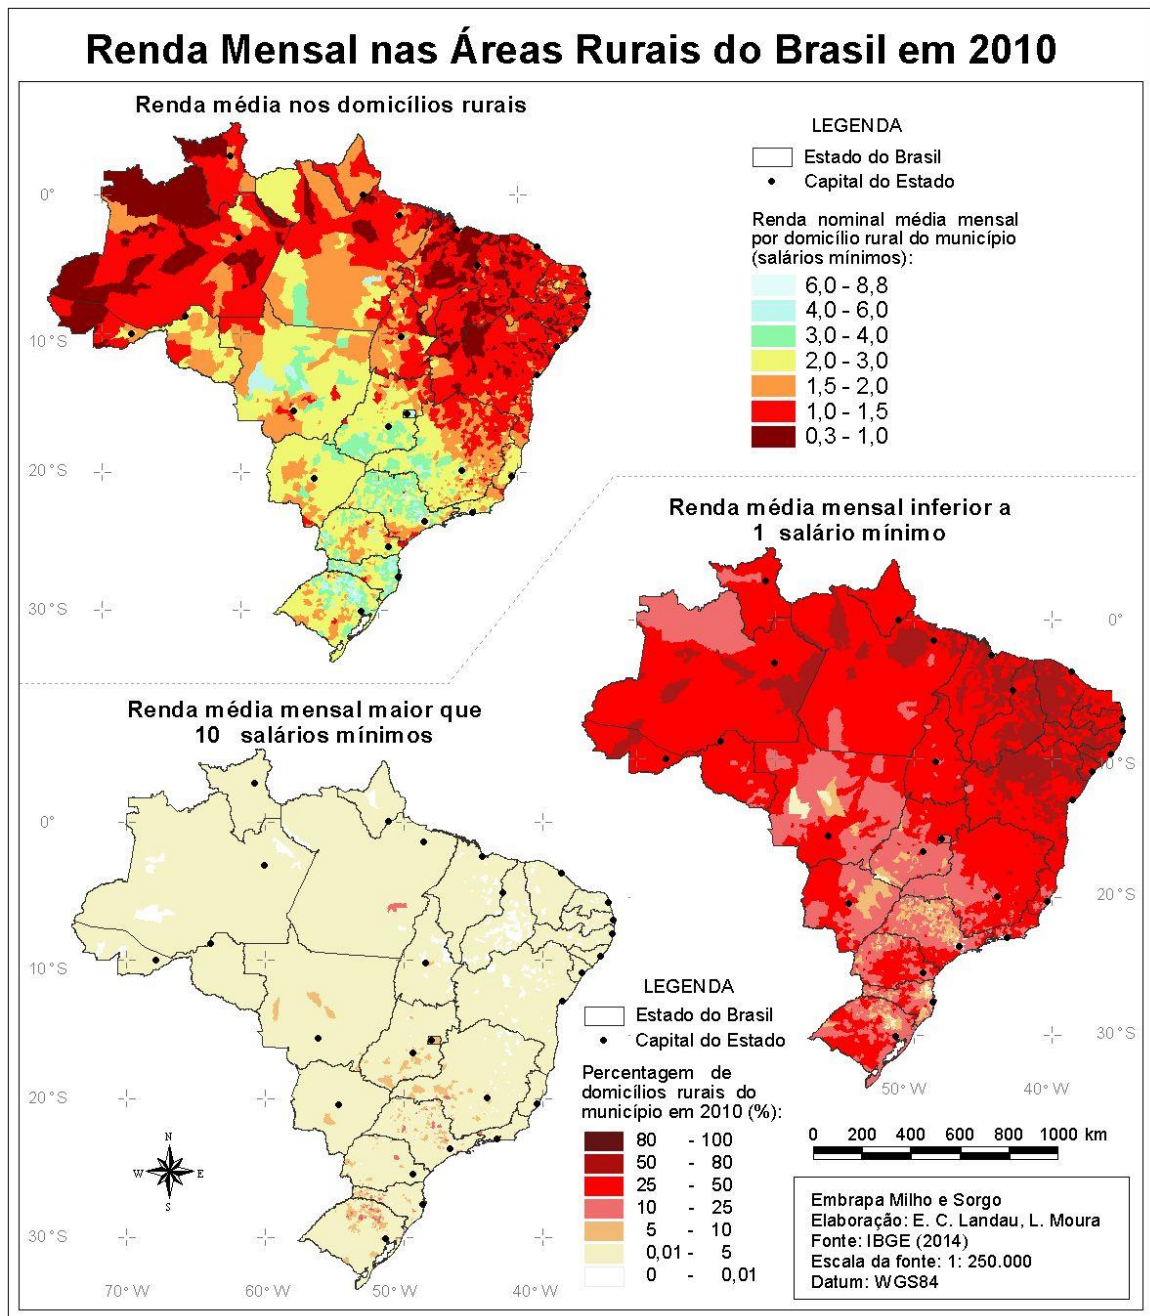 Renda Mensal nas Áreas Rurais do Brasil em 2010
Renda média nos domicílios rurais
0°
10°S
20°S
30°S
LEGENDA
Estado do Brasil
Capital do Estado
Renda nominal média mensal
por domicílio rural do município
(salários mínimos):
6,0 - 8,8
4,0 - 6,0
3,0 - 4,0
2,0 - 3,0
1,5 - 2,0
1,0 - 1,5
0,3 - 1,0
Renda média mensal inferior a
1 salário mínimo
0°
10°S
20°S
30°S
50°W
40°W
Renda média mensal maior que
10 salários mínimos
0°
10°S
20°S
30°S
70°W
60°W
50°W
40°W
N
W
E
S
LEGENDA
Estado do Brasil
Capital do Estado
Percentagem de
domicílios rurais do
município em 2010 (%):
80 - 100
50 - 80
25 - 50
10 - 25
5 - 10
0,01 - 5
0 - 0,01
0 200 400 600 800 1000 km
Embrapa Milho e Sorgo
Elaboração: E. C. Landau, L. Moura
Fonte: IBGE (2014)
Escala da fonte: 1: 250.000
Datum: WGS84